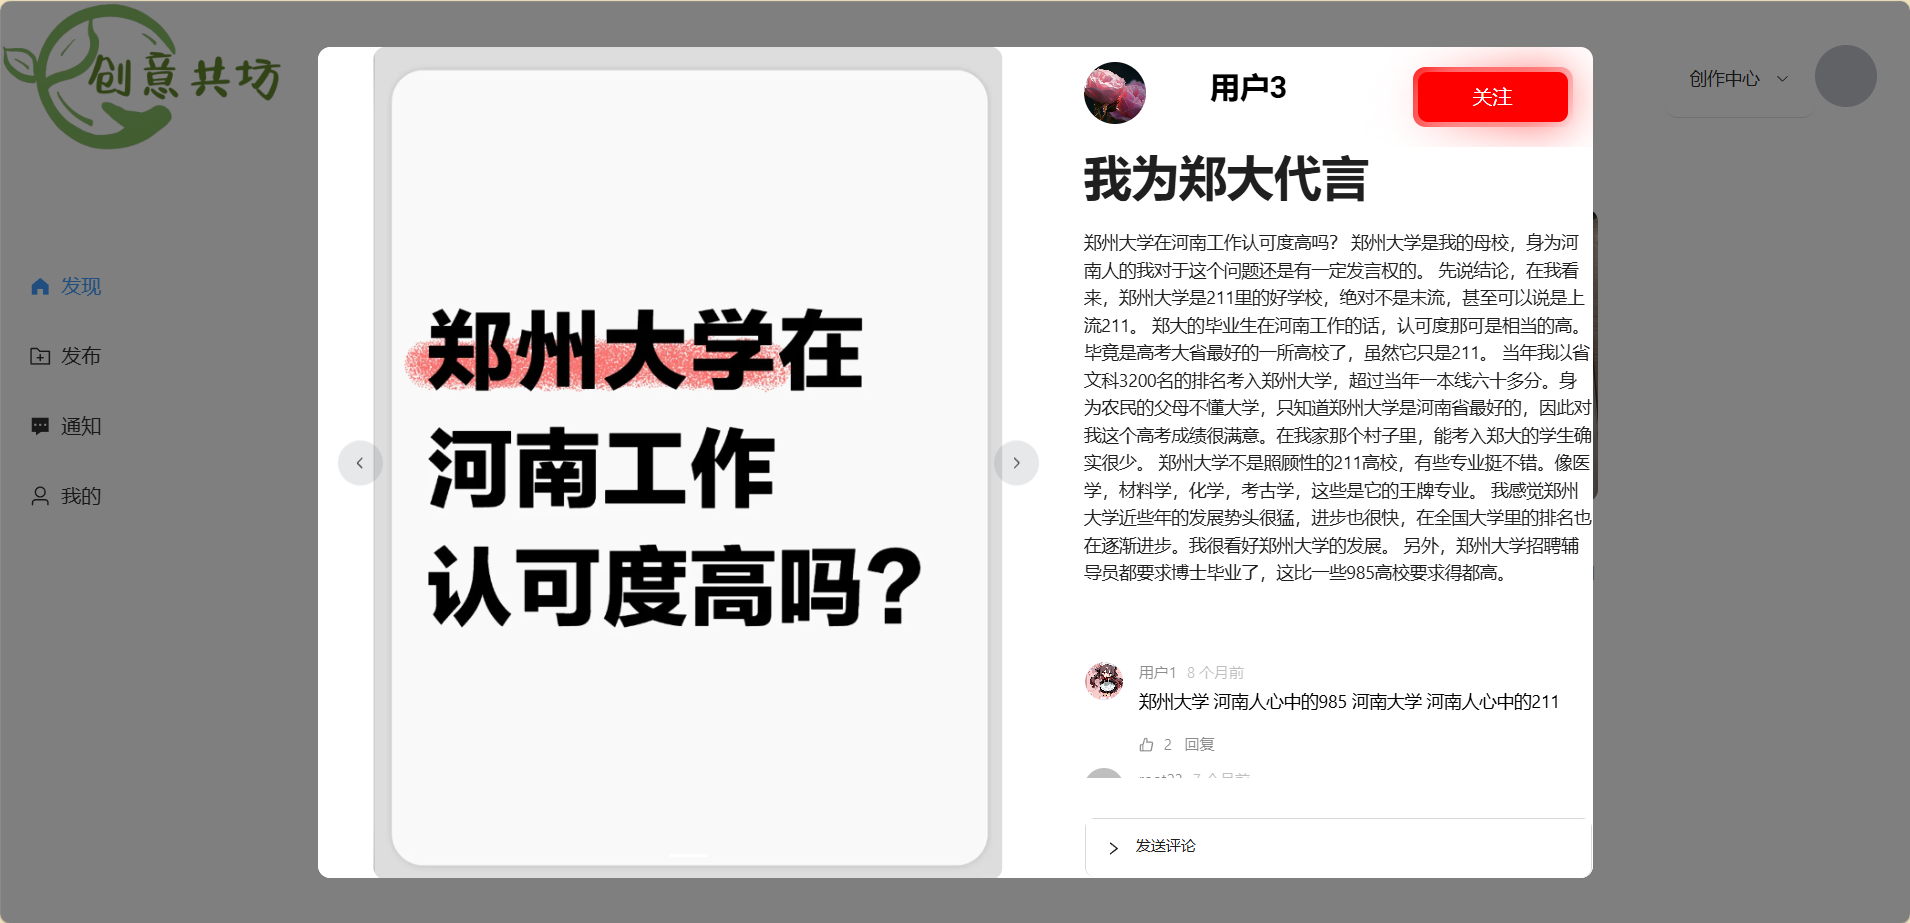 创意共坊
创作中心
发现
发布
通知
我的
郑州大学在
河南工作
认可度高吗？
用户3
关注
我为郑大代言
郑州大学在河南工作认可度高吗？ 郑州大学是我的母校，身为河
南人的我对于这个问题还是有一定发言权的。 先说结论，在我看
来，郑州大学是211里的好学校，绝对不是末流，甚至可以说是上
流211。 郑大的毕业生在河南工作的话，认可度那可是相当的高。
毕竟是高考大省最好的一所高校了，虽然它只是211。 当年我以省
文科3200名的排名考入郑州大学，超过当年一本线六十多分。身
为农民的父母不懂大学，只知道郑州大学是河南省最好的，因此对
我这个高考成绩很满意。在我家那个村子里，能考入郑大的学生确
实很少。 郑州大学不是照顾性的211高校，有些专业挺不错。像医
学，材料学，化学，考古学，这些是它的王牌专业。 我感觉郑州
大学近些年的发展势头很猛，进步也很快，在全国大学里的排名也
在逐渐进步。我很看好郑州大学的发展。 另外，郑州大学招聘辅
导员都要求博士毕业了，这比一些985高校要求得都高。
用户1 8 个月前
郑州大学 河南人心中的985 河南大学 河南人心中的211
2 回复
7 个月前
发送评论